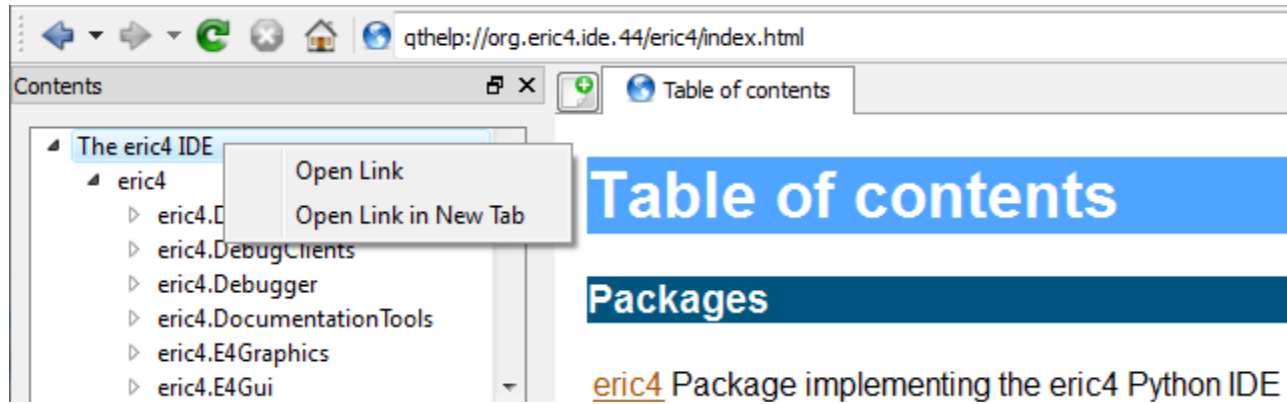 qthelp://org.eric4.ide.44/eric4/index.html
Contents
Table of contents
The eric4 IDE
Open Link
Open Link in New Tab
eric4
eric4.DebugClients
eric4.Debugger
eric4.DocumentationTools
eric4.E4Graphics
eric4.E4Gui
Table of contents
Packages
eric4 Package implementing the eric4 Python IDE